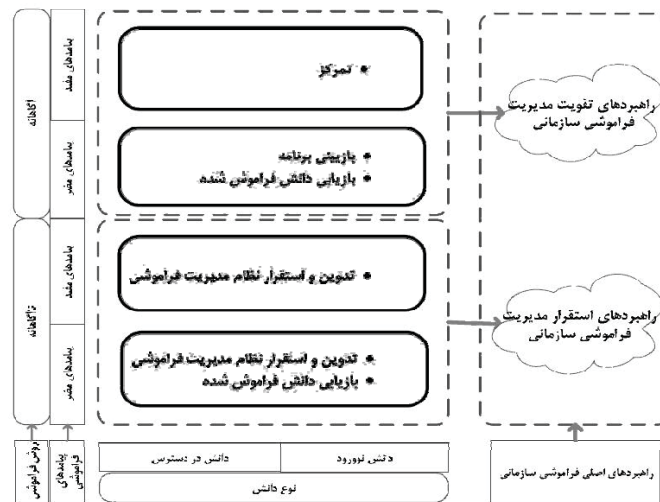 پیامدهای مفید
• تمرکز
آگاهانه
راهبردهای تقویت مدیریت
فراموشی سازمانی
پیامدهای مضر
• بازبینی برنامه
• بازیابی دانش فراموش شده
پیامدهای مفید
• تدوین و استقرار نظام مدیریت فراموشی
ناآگاهانه
راهبردهای استقرار مدیریت
فراموشی سازمانی
پیامدهای مضر
• تدوین و استقرار نظام مدیریت فراموشی
• بازیابی دانش فراموش شده
روش فراموشی
پیامدهای
فراموشی
دانش در دسترس
دانش نوورود
نوع دانش
راهبردهای اصلی فراموشی سازمانی